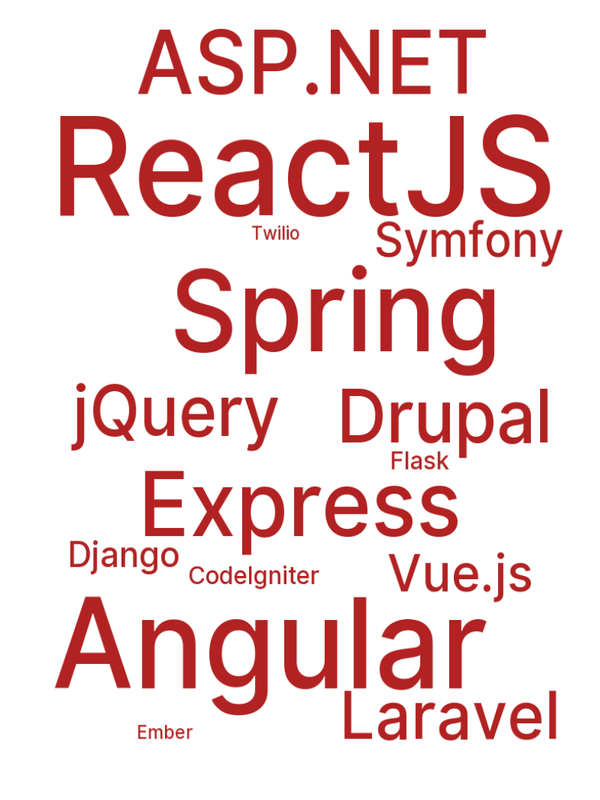 ASP.NET
ReactJS
Twilio
Symfony
Spring
jQuery
Drupal
Flask
Express
Django
CodeIgniter
Vue.js
Angular
Laravel
Ember